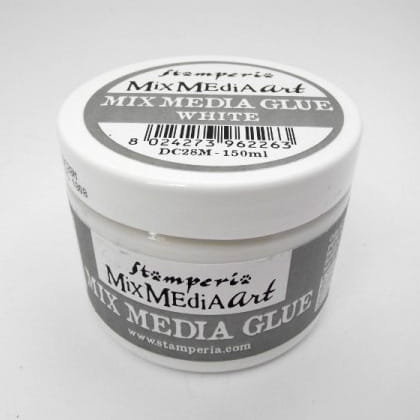 Stamperia
MiXMEdiAart
MIX MEDIA GLUE
WHITE
8 024273 962263
DC28M - 150ml
Stamperia
MiXMEdiAart
MIX MEDIA GLUE
www.stamperia.com